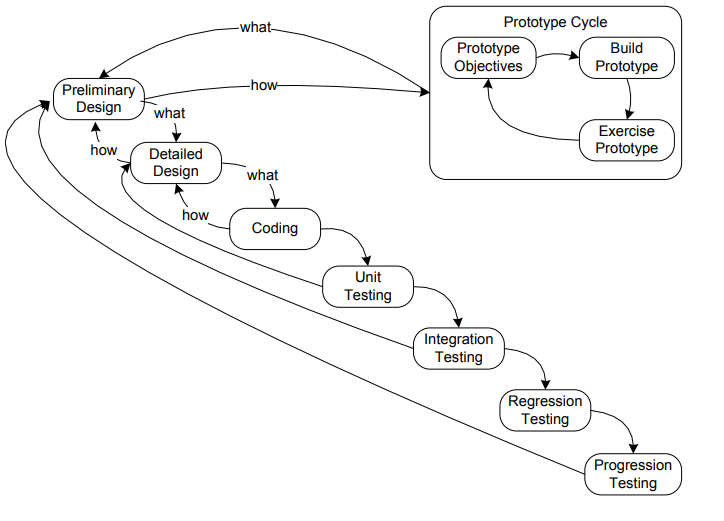 what
Prototype Cycle
Prototype
Objectives
Build
Prototype
Exercise
Prototype
how
Preliminary
Design
what
how
Detailed
Design
what
how
Coding
Unit
Testing
Integration
Testing
Regression
Testing
Progression
Testing